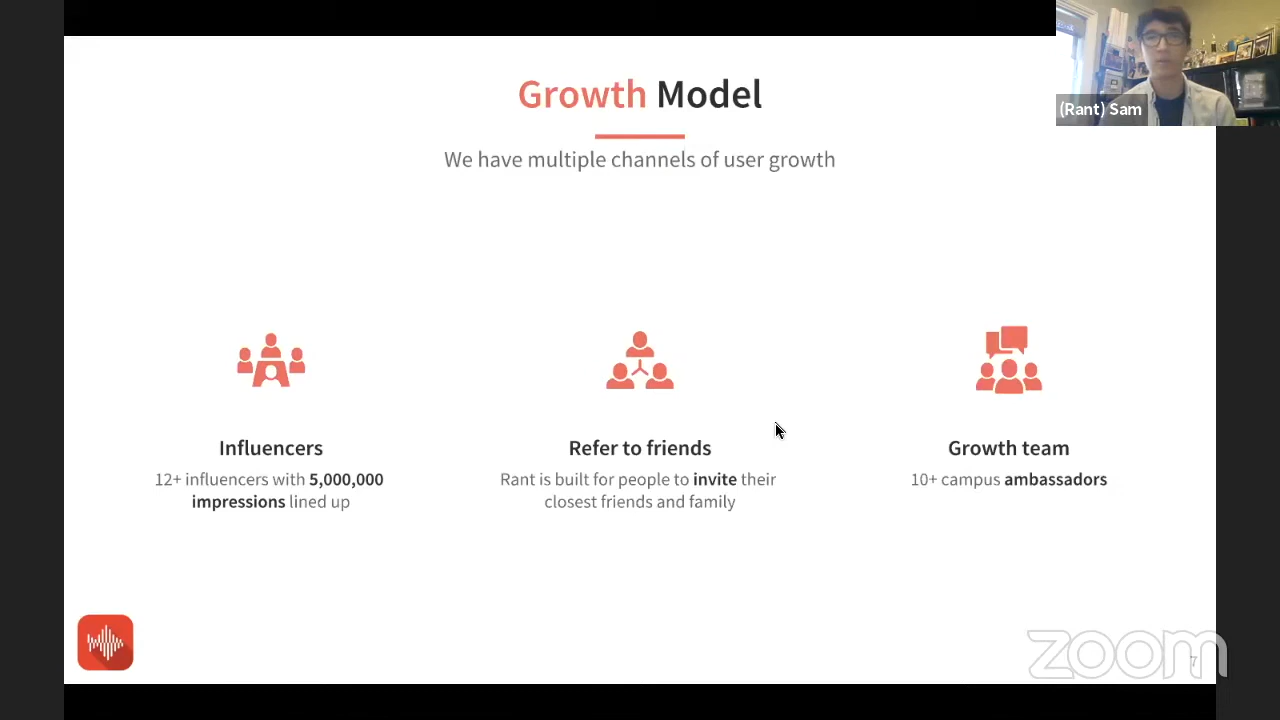 Growth Model
(Rant) Sam
We have multiple channels of user growth
Influencers
12+ influencers with 5,000,000
impressions lined up
Refer to friends
Rant is built for people to invite their
closest friends and family
Growth team
10+ campus ambassadors
zoom
7